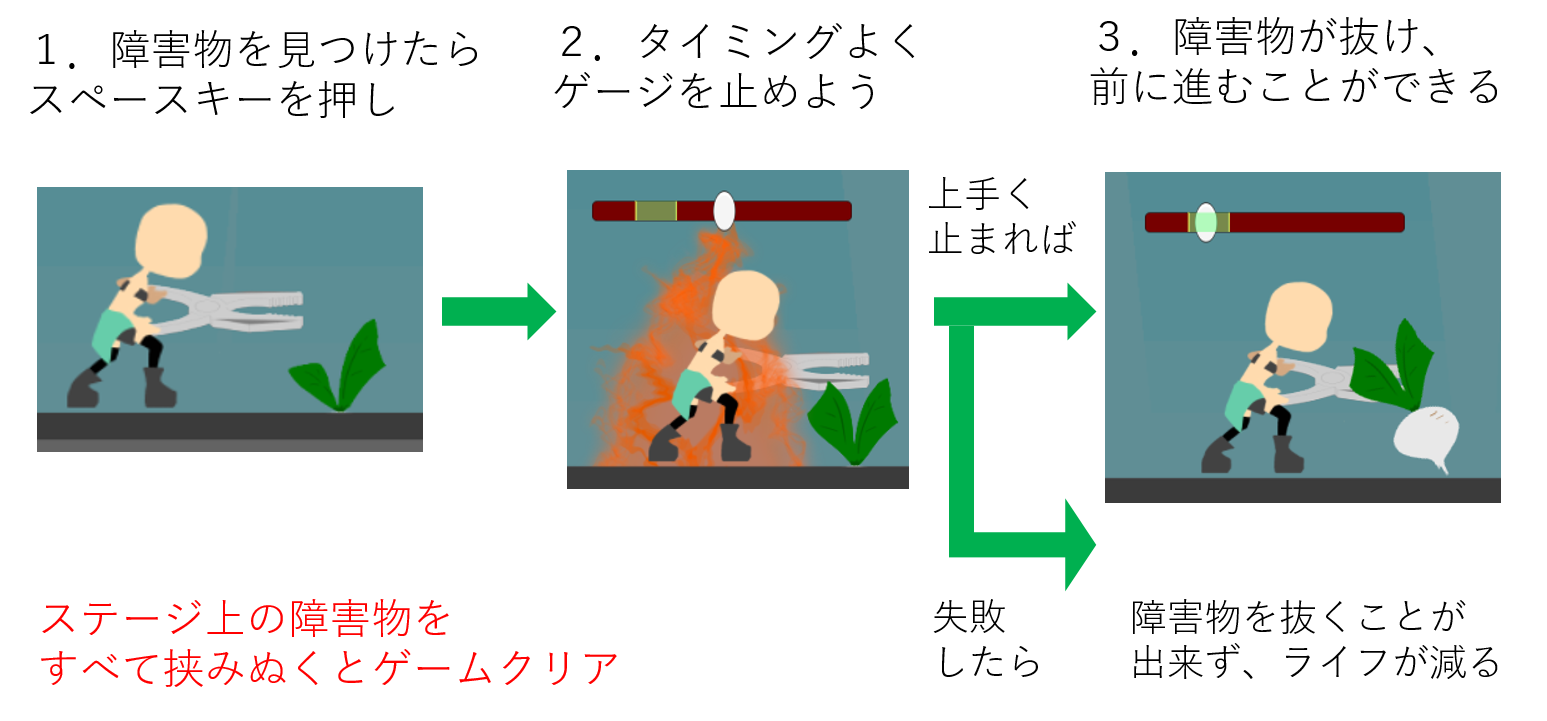 １．障害物を見つけたら
スペースキーを押し
２．タイミングよく
ゲージを止めよう
上手く
止まれば
３．障害物が抜け、
前に進むことができる
失敗
したら
障害物を抜くことが
出来ず、ライフが減る
ステージ上の障害物を
すべて挟みぬくとゲームクリア